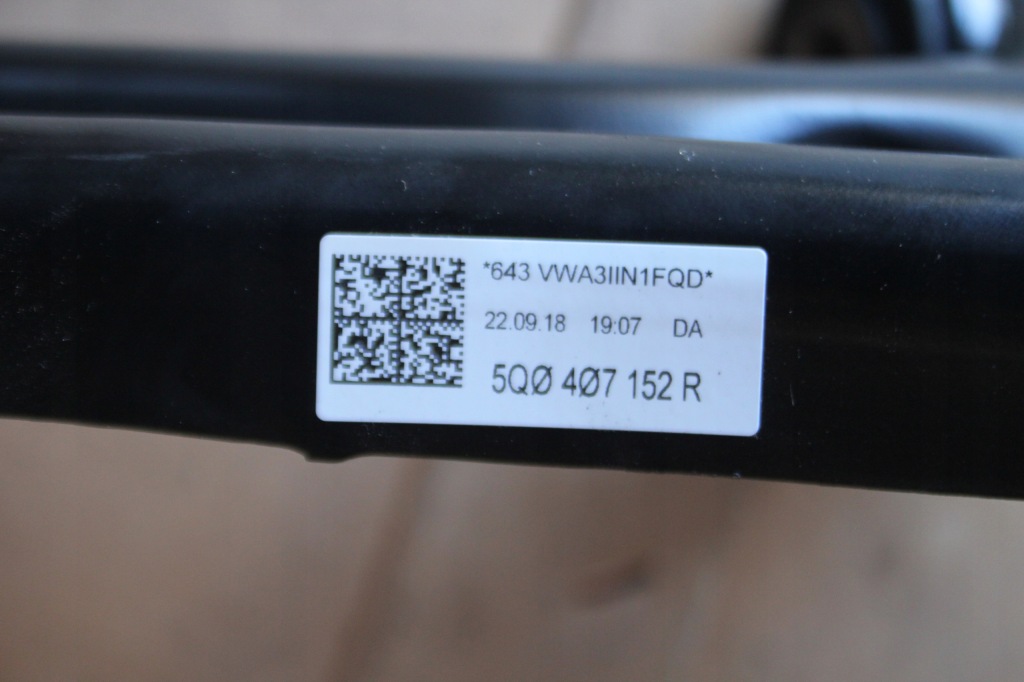 *643 VWA3IIN1FQD*
22.09.18 19:07 DA
5QØ 4Ø7 152 R